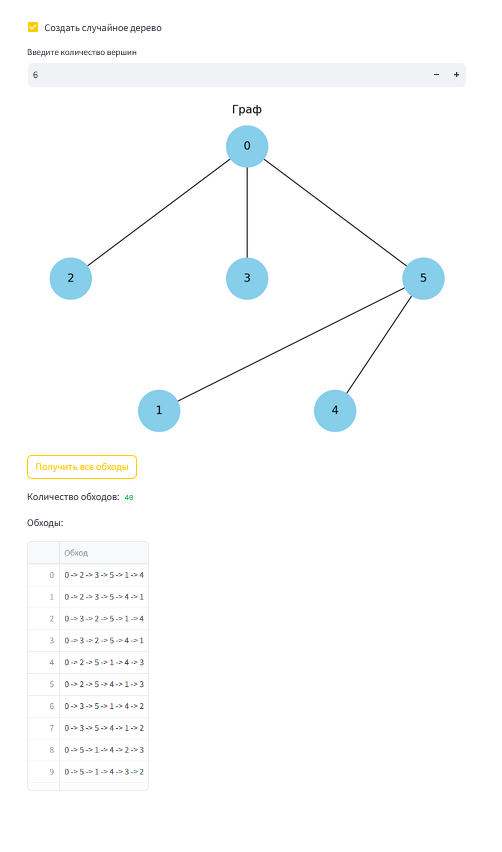 Создать случайное дерево
Введите количество вершин
6 − +
Граф
0
2 3 5
1 4
Получить все обходы
Количество обходов: 40
Обходы:
Обход
0 0 -> 2 -> 3 -> 5 -> 1 -> 4
1 0 -> 2 -> 3 -> 5 -> 4 -> 1
2 0 -> 3 -> 2 -> 5 -> 1 -> 4
3 0 -> 3 -> 2 -> 5 -> 4 -> 1
4 0 -> 2 -> 5 -> 1 -> 4 -> 3
5 0 -> 2 -> 5 -> 4 -> 1 -> 3
6 0 -> 3 -> 5 -> 1 -> 4 -> 2
7 0 -> 3 -> 5 -> 4 -> 1 -> 2
8 0 -> 5 -> 1 -> 4 -> 2 -> 3
9 0 -> 5 -> 1 -> 4 -> 3 -> 2